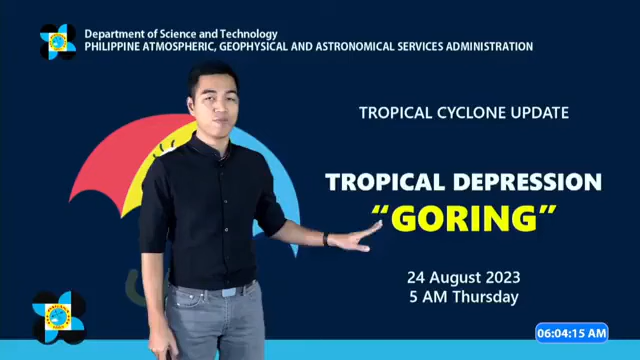 Department of Science and Technology
PHILIPPINE ATMOSPHERIC, GEOPHYSICAL AND ASTRONOMICAL SERVICES ADMINISTRATION
TROPICAL CYCLONE UPDATE
TROPICAL DEPRESSION
“GORING”
24 August 2023
5 AM Thursday
06:04:15 AM